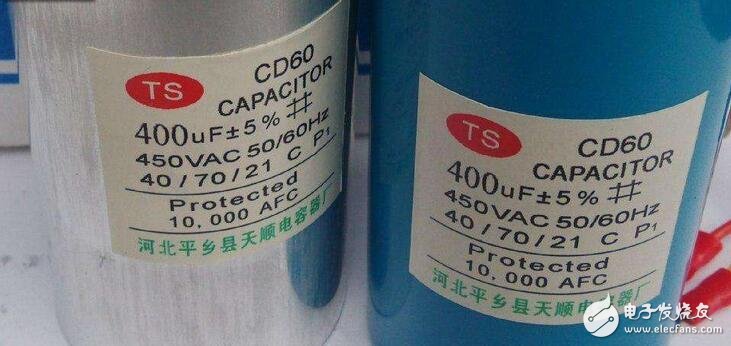 TS
CD60
CAPACITOR
400uF±5% #
450VAC 50/60Hz
40/70/21 C P1
Protected
10,000 AFC
河北平乡县天顺电容器厂
TS
CD60
CAPACITOR
400uF±5% #
450VAC 50/60Hz
40/70/21 C P1
Protected
10,000 AFC
河北平乡县天顺电容器厂
电子发烧友
www.elecfans.com